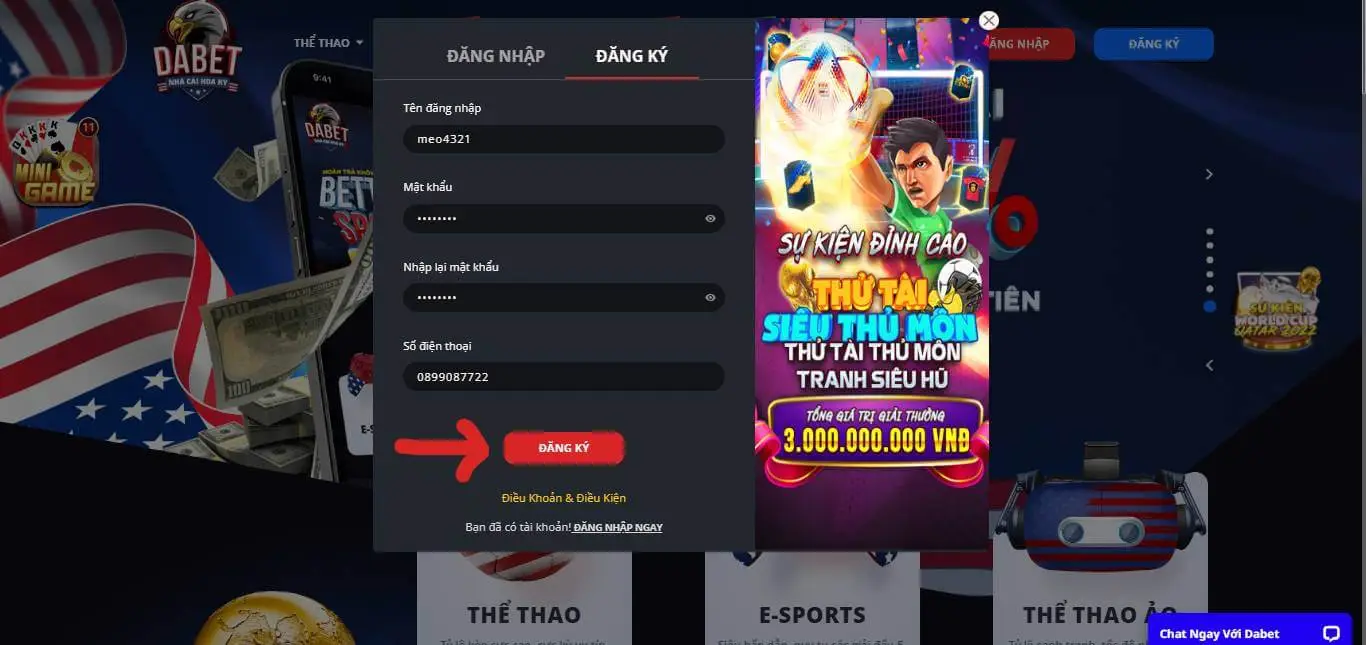 DABET
NHÀ CÁI HOA KỲ
THỂ THAO
ĐĂNG NHẬP
ĐĂNG KÝ
ĐĂNG NHẬP
ĐĂNG KÝ
9:41
DABET
11
MINI
GAME
Tên đăng nhập
meo4321
Mật khẩu
••••••••
Nhập lại mật khẩu
••••••••
Số điện thoại
0899087722
ĐĂNG KÝ
Điều Khoản & Điều Kiện
Bạn đã có tài khoản! ĐĂNG NHẬP NGAY
SỰ KIỆN ĐỈNH CAO
THỬ TÀI
SIÊU THỦ MÔN
THỬ TÀI THỦ MÔN
TRANH SIÊU HŨ
TỔNG GIÁ TRỊ GIẢI THƯỞNG
3.000.000.000 VNĐ
TIÊN
SỰ KIỆN
WORLD CUP
QATAR 2022
THỂ THAO
E-SPORTS
THỂ THAO ẢO
Chat Ngay Với Dabet